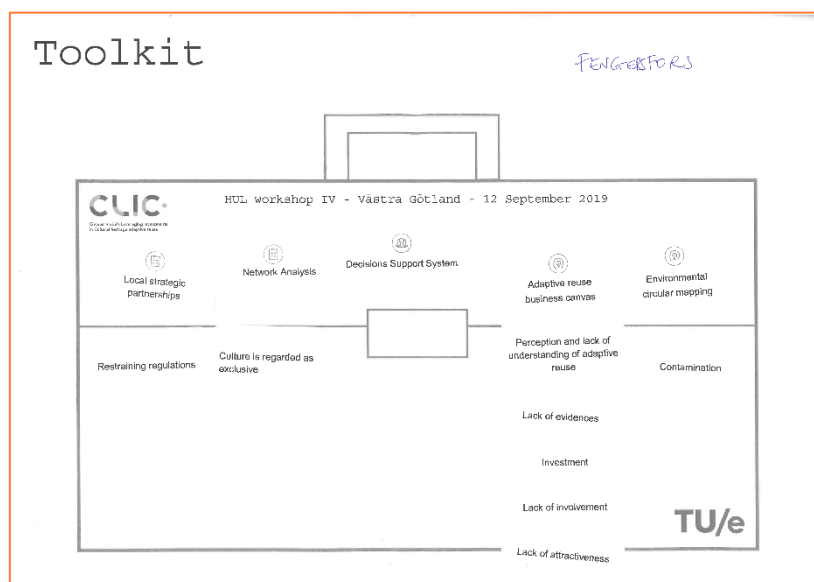 Toolkit
FENGERSFORS
CLIC.
HUL workshop IV - Västra Götland - 12 September 2019
Local strategic
partnerships
Network Analysis
Decisions Support System
Adaptive reuse
business canvas
Environmental
circular mapping
Restraining regulations
Culture is regarded as
exclusive
Perception and lack of
understanding of adaptive
reuse
Lack of evidences
Investment
Lack of involvement
Lack of attractiveness
Contamination
TU/e